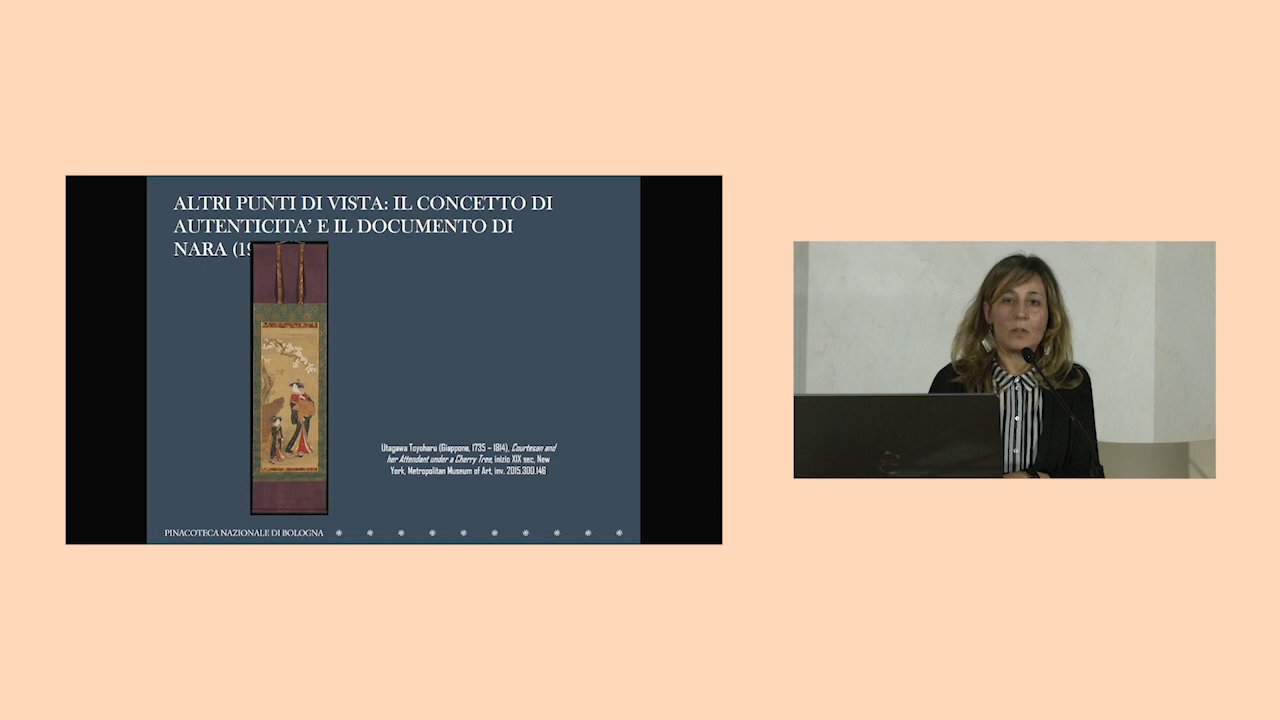 ALTRI PUNTI DI VISTA: IL CONCETTO DI
AUTENTICITA’ E IL DOCUMENTO DI
NARA (19
Utagawa Toyoharu (Giappone, 1735 – 1814), Courtesan and
her Attendant under a Cherry Tree, inizio XIX sec, New
York, Metropolitan Museum of Art, inv. 2015.300.146
PINACOTECA NAZIONALE DI BOLOGNA